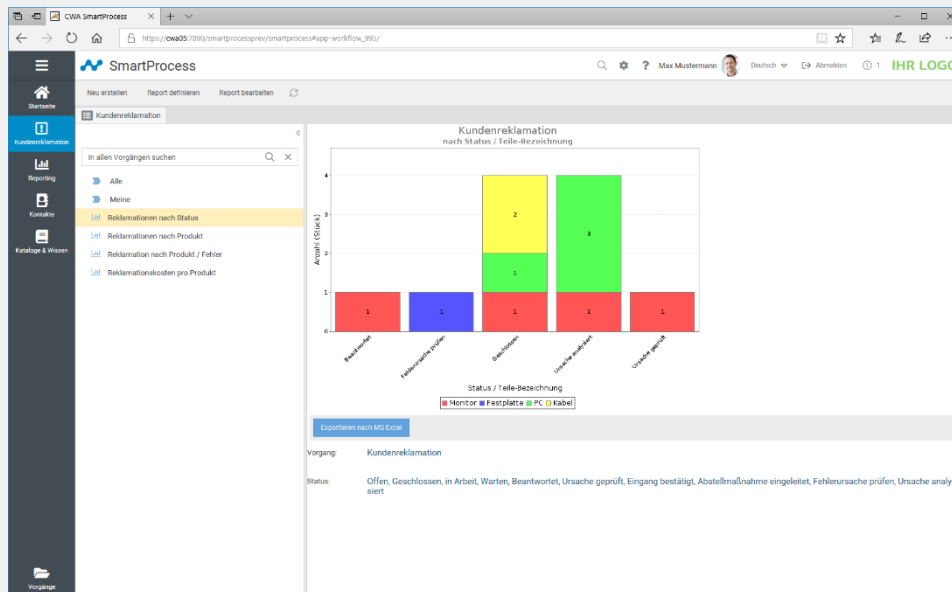 CWA SmartProcess
https://cwa05:7890/smartprocessprev/smartprocess#app-workflow_995/
SmartProcess
? Max Mustermann Deutsch Abmelden 1 IHR LOGO
Neu erstellen Report definieren Report bearbeiten
Startseite
Kundenreklamation
Reporting
Kontakte
Kataloge & Wissen
Vorgänge
Kundenreklamation
In allen Vorgängen suchen
Alle
Meine
Reklamationen nach Status
Reklamationen nach Produkt
Reklamation nach Produkt / Fehler
Reklamationskosten pro Produkt
Kundenreklamation
nach Status / Teile-Bezeichnung
Anzahl (Stück)
4
3
2
1
0
1
1
2
1
1
3
1
1
Beantwortet
Fehlerursache prüfen
Geschlossen
Ursache analysiert
Ursache geprüft
Status / Teile-Bezeichnung
Monitor Festplatte PC Kabel
Exportieren nach MS Excel
Vorgang: Kundenreklamation
Status: Offen, Geschlossen, in Arbeit, Warten, Beantwortet, Ursache geprüft, Eingang bestätigt, Abstellmaßnahme eingeleitet, Fehlerursache prüfen, Ursache analy
siert